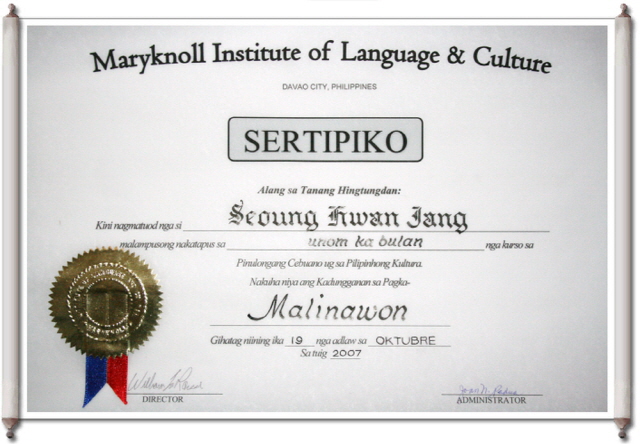 Maryknoll Institute of Language & Culture
DAVAO CITY, PHILIPPINES
SERTIPIKO
Alang sa Tanang Hingtungdan:
Kini nagmatuod nga si Seoung Hwan Jang
malampusong nakatapus sa unom ka bulan nga kurso sa
Pinulongang Cebuano ug sa Pilipinhong Kultura.
Nakuha niya ang Kadungganan sa Pagka-
Malinawon
Gihatag niining ika 19 nga adlaw sa OKTUBRE
Sa tuig 2007
DIRECTOR
ADMINISTRATOR